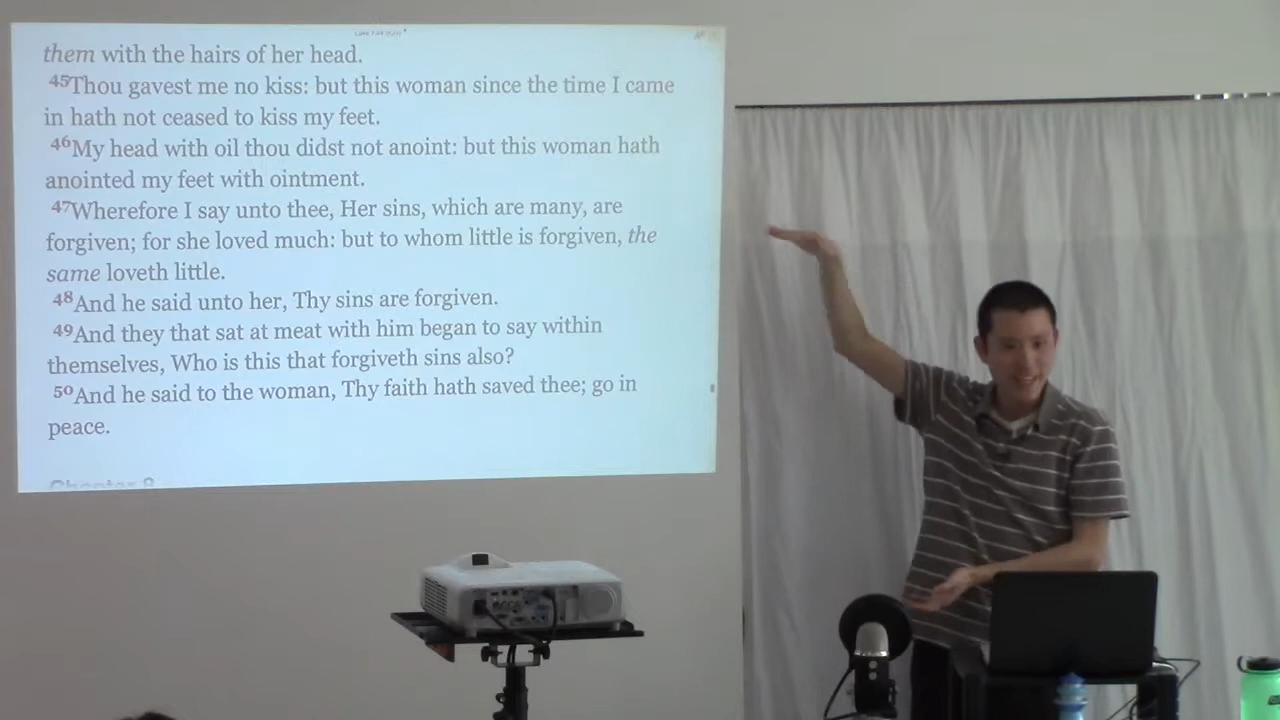 them with the hairs of her head.
45Thou gavest me no kiss: but this woman since the time I came
in hath not ceased to kiss my feet.
46My head with oil thou didst not anoint: but this woman hath
anointed my feet with ointment.
47Wherefore I say unto thee, Her sins, which are many, are
forgiven; for she loved much: but to whom little is forgiven, the
same loveth little.
48And he said unto her, Thy sins are forgiven.
49And they that sat at meat with him began to say within
themselves, Who is this that forgiveth sins also?
50And he said to the woman, Thy faith hath saved thee; go in
peace.
Chapter 8